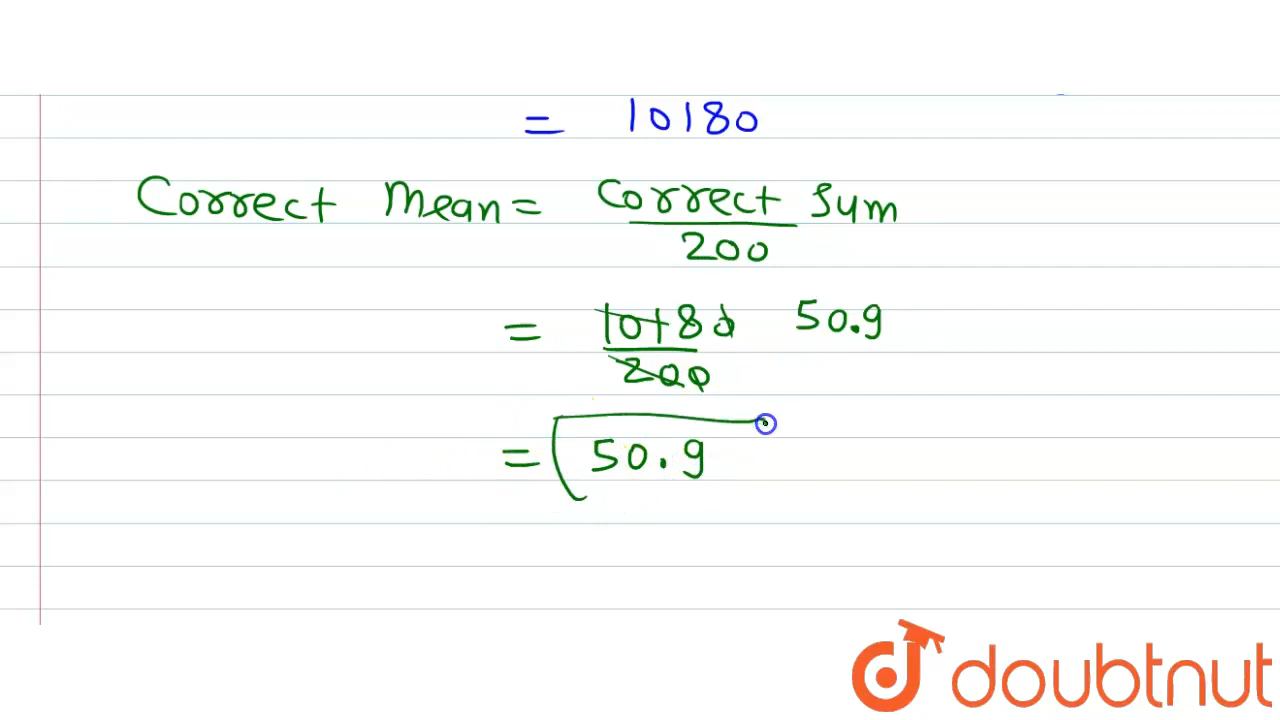 = 10180
Correct Mean = Correct Sum
200
= 10180 50.9
200
= 50.9
doubtnut